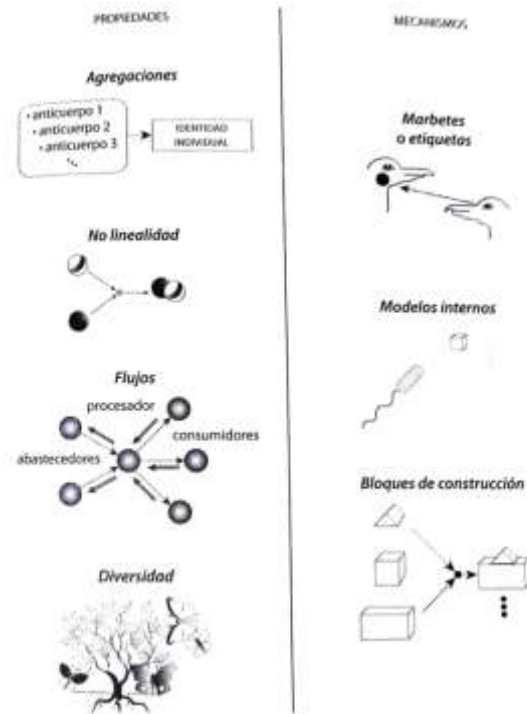 PROPIEDADES
Agregaciones
• anticuerpo 1
• anticuerpo 2
• anticuerpo 3
IDENTIDAD
INDIVIDUAL
No linealidad
Flujos
procesador
consumidores
abastecedores
Diversidad
MECANISMOS
Marbetes
o etiquetas
Modelos internos
Bloques de construcción